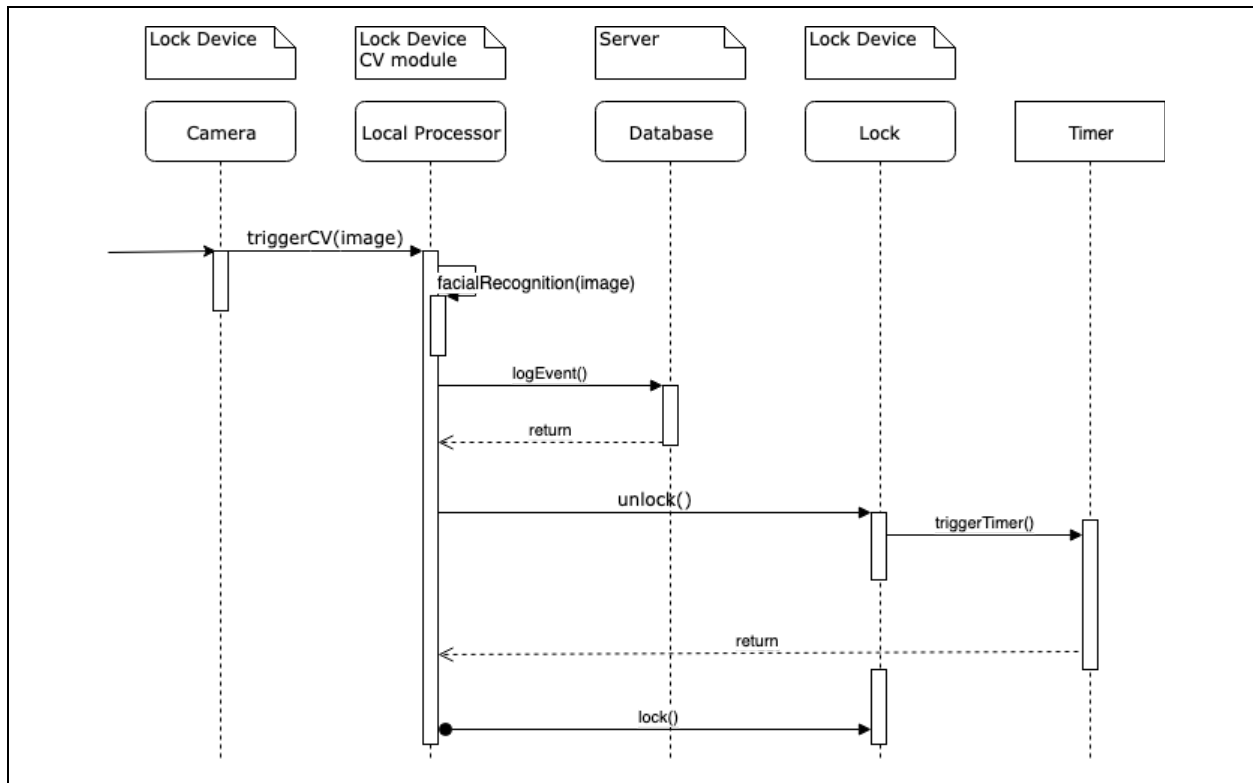 Lock Device
Lock Device
CV module
Server
Lock Device
Camera
Local Processor
Database
Lock
Timer
triggerCV(image)
facialRecognition(image)
logEvent()
return
unlock()
triggerTimer()
return
lock()